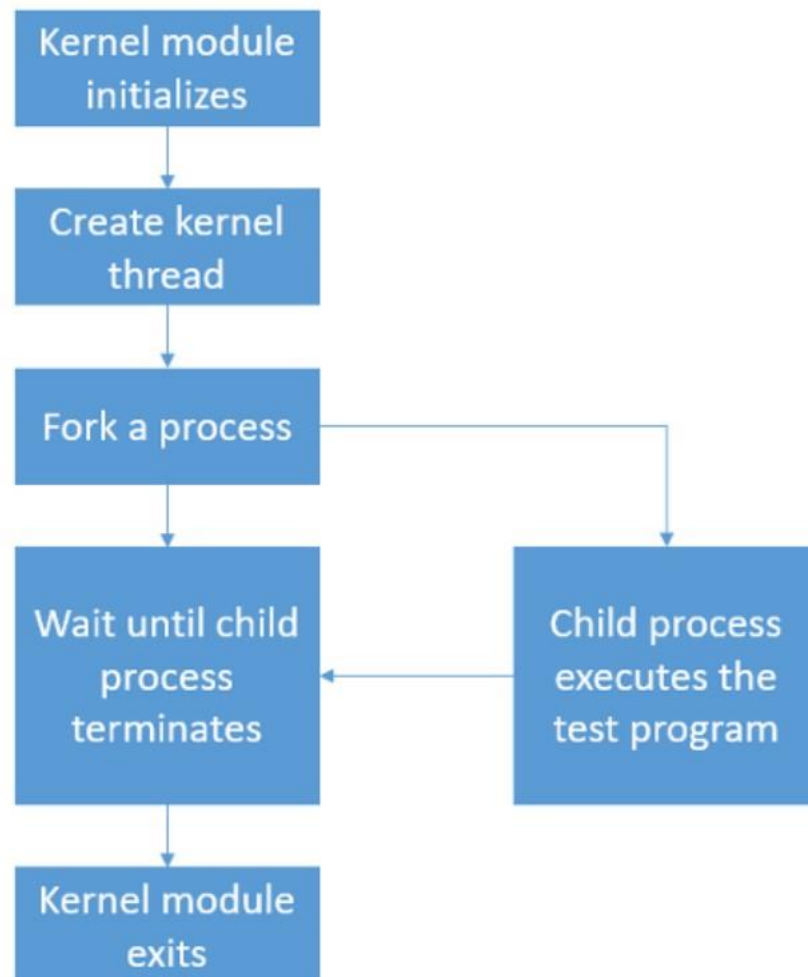 Kernel module
initializes
Create kernel
thread
Fork a process
Wait until child
process
terminates
Child process
executes the
test program
Kernel module
exits